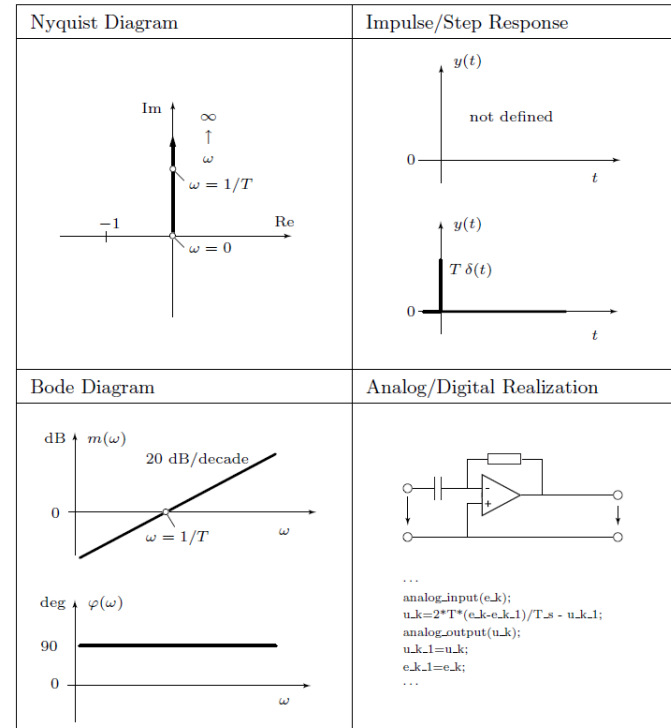 Nyquist Diagram
Im
∞
↑
ω
ω = 1/T
−1
Re
ω = 0
Impulse/Step Response
y(t)
not defined
0
t
y(t)
T δ(t)
0
t
Bode Diagram
dB
m(ω)
20 dB/decade
0
ω = 1/T
ω
deg
φ(ω)
90
0
ω
Analog/Digital Realization
-
+
...
analog_input(e_k);
u_k=2*T*(e_k-e_k_1)/T_s - u_k_1;
analog_output(u_k);
u_k_1=u_k;
e_k_1=e_k;
...